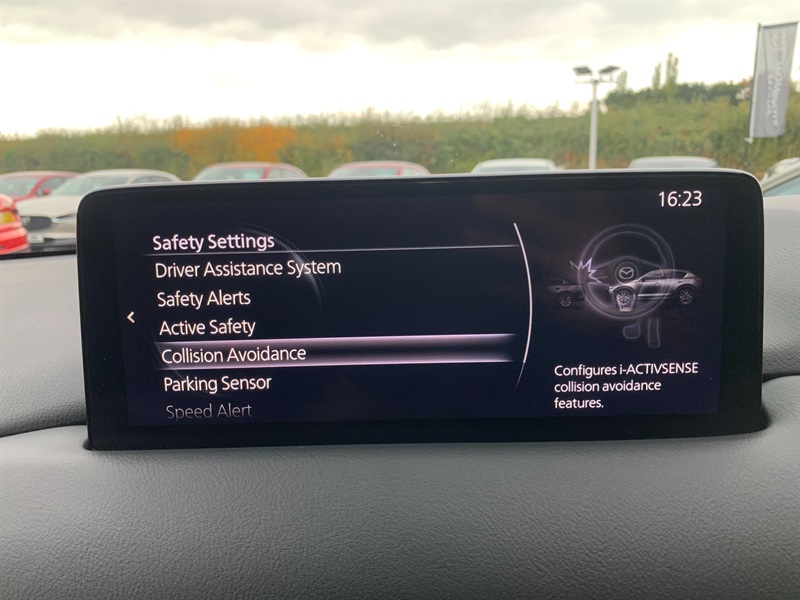 16:23
Safety Settings
Driver Assistance System
Safety Alerts
Active Safety
Collision Avoidance
Parking Sensor
Speed Alert
Configures i-ACTIVSENSE
collision avoidance
features.